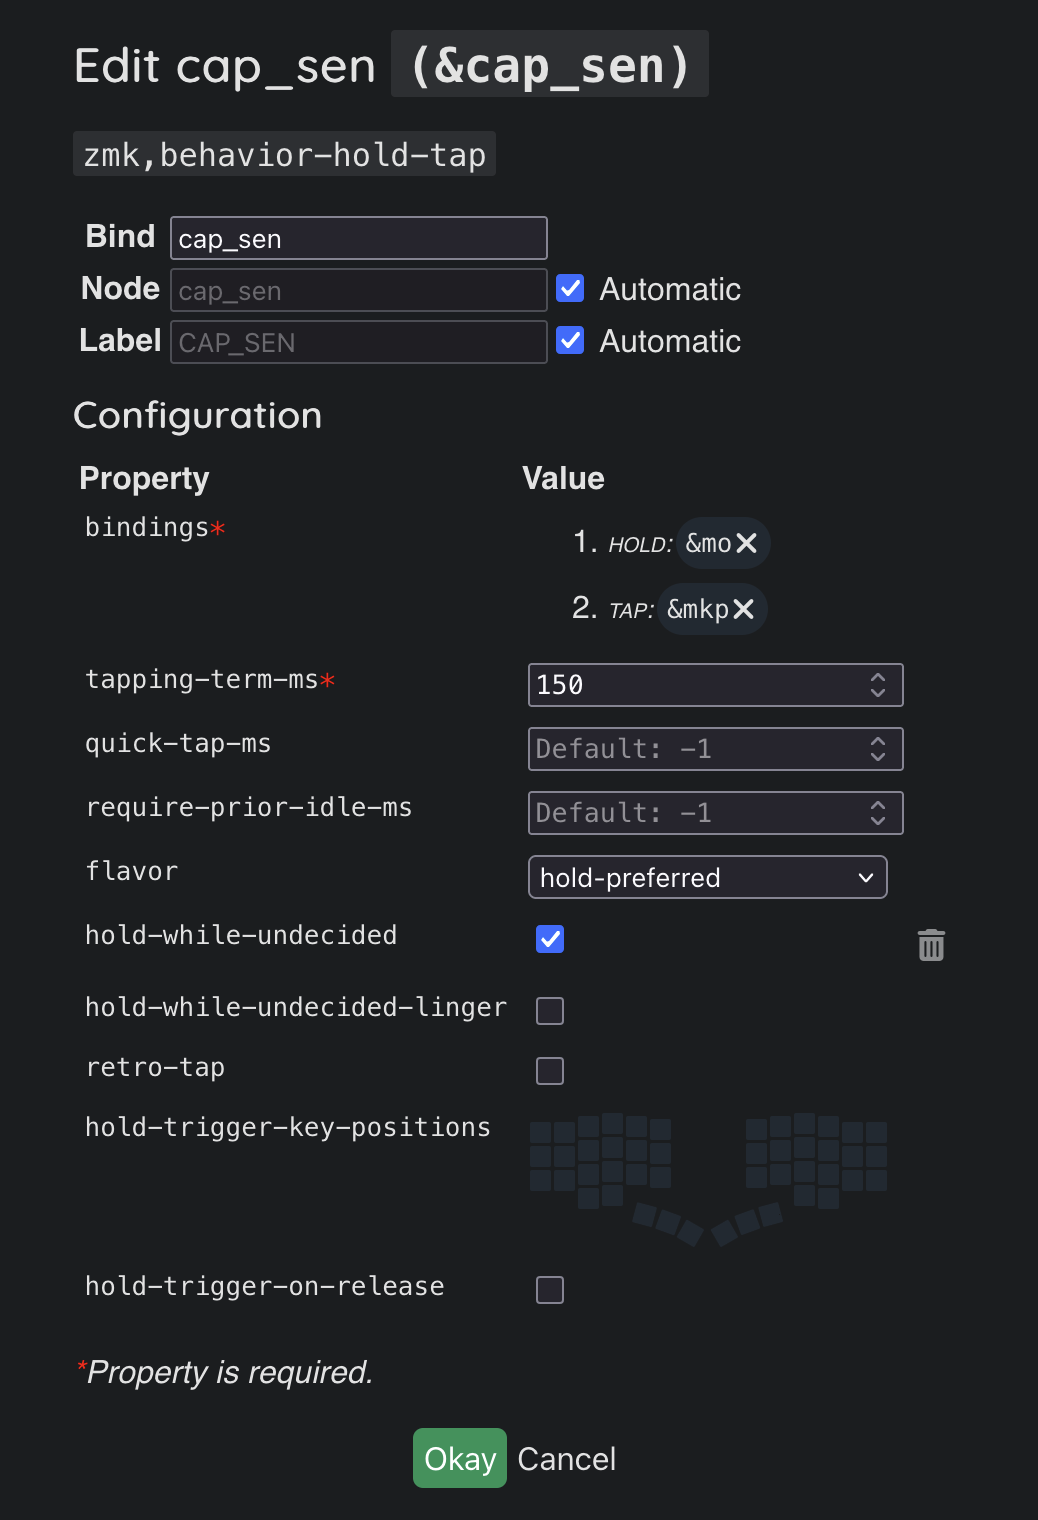 Edit cap_sen (&cap_sen)
zmk,behavior-hold-tap
Bind cap_sen
Node cap_sen Automatic
Label CAP_SEN Automatic
Configuration
Property Value
bindings*
1. HOLD: &mo
2. TAP: &mkp
tapping-term-ms* 150
quick-tap-ms Default: -1
require-prior-idle-ms Default: -1
flavor hold-preferred
hold-while-undecided
hold-while-undecided-linger
retro-tap
hold-trigger-key-positions
hold-trigger-on-release
*Property is required.
Okay Cancel